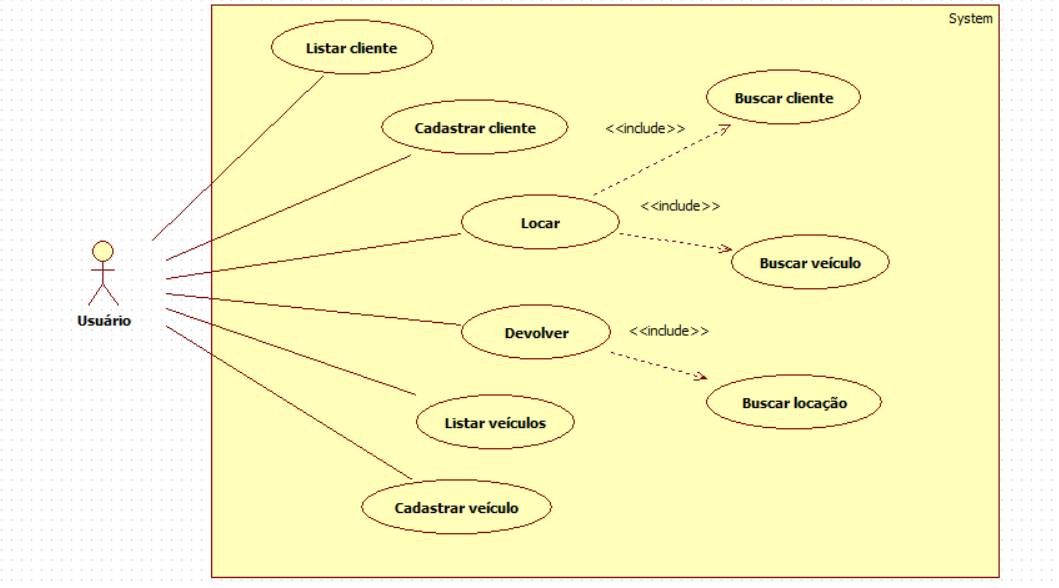 System
Listar cliente
Buscar cliente
Cadastrar cliente
<<include>>
<<include>>
Locar
Buscar veículo
Usuário
Devolver
<<include>>
Buscar locação
Listar veículos
Cadastrar veículo